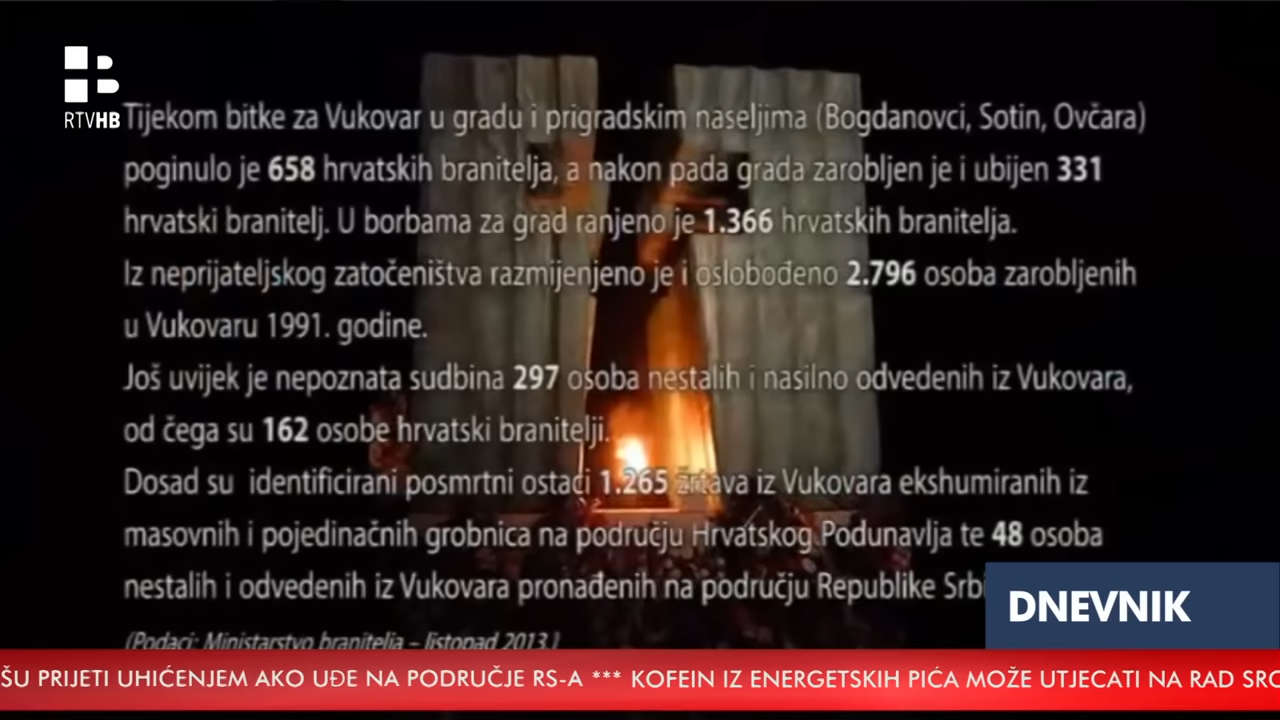 RTVHB
Tijekom bitke za Vukovar u gradu i prigradskim naseljima (Bogdanovci, Sotin, Ovčara)
poginulo je 658 hrvatskih branitelja, a nakon pada grada zarobljen je i ubijen 331
hrvatski branitelj. U borbama za grad ranjeno je 1.366 hrvatskih branitelja.
Iz neprijateljskog zatočeništva razmijenjeno je i oslobođeno 2.796 osoba zarobljenih
u Vukovaru 1991. godine.
Još uvijek je nepoznata sudbina 297 osoba nestalih i nasilno odvedenih iz Vukovara,
od čega su 162 osobe hrvatski branitelji.
Dosad su identificirani posmrtni ostaci 1.265 žrtava iz Vukovara ekshumiranih iz
masovnih i pojedinačnih grobnica na području Hrvatskog Podunavlja te 48 osoba
nestalih i odvedenih iz Vukovara pronađenih na području Republike Srbi
(Podaci: Ministarstvo branitelja – listopad 2013.)
DNEVNIK
ŠU PRIJETI UHIĆENJEM AKO UĐE NA PODRUČJE RS-A *** KOFEIN IZ ENERGETSKIH PIĆA MOŽE UTJECATI NA RAD SRC